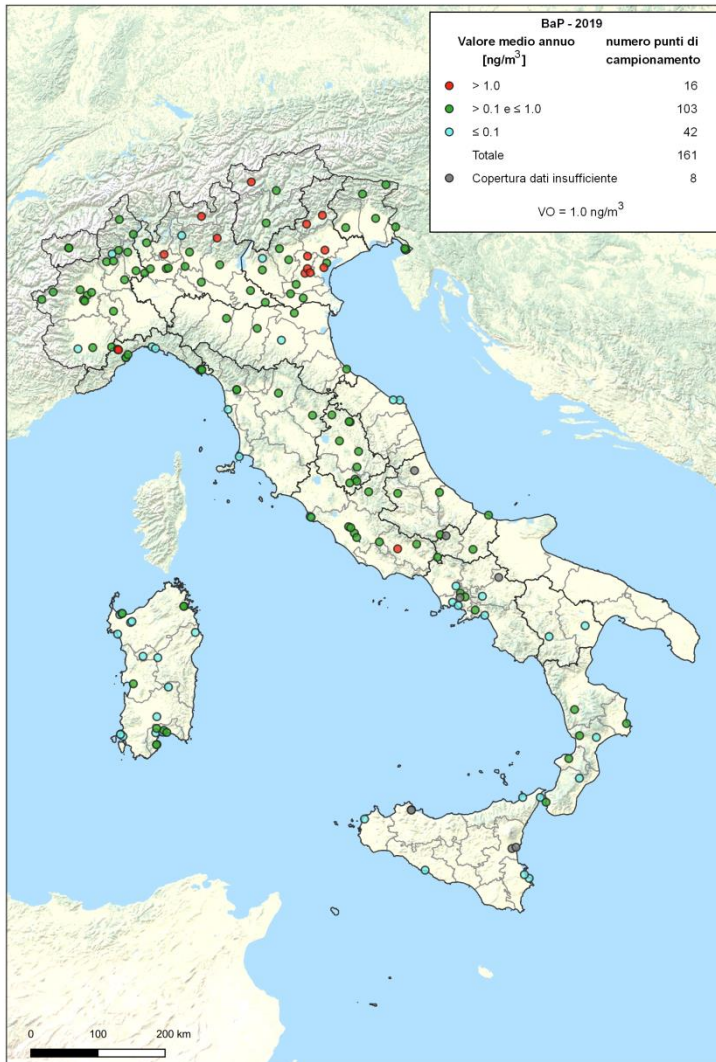 BaP - 2019
Valore medio annuo numero punti di
[ng/m³] campionamento
> 1.0 16
> 0.1 e ≤ 1.0 103
≤ 0.1 42
Totale 161
Copertura dati insufficiente 8
VO = 1.0 ng/m³
0 100 200 km